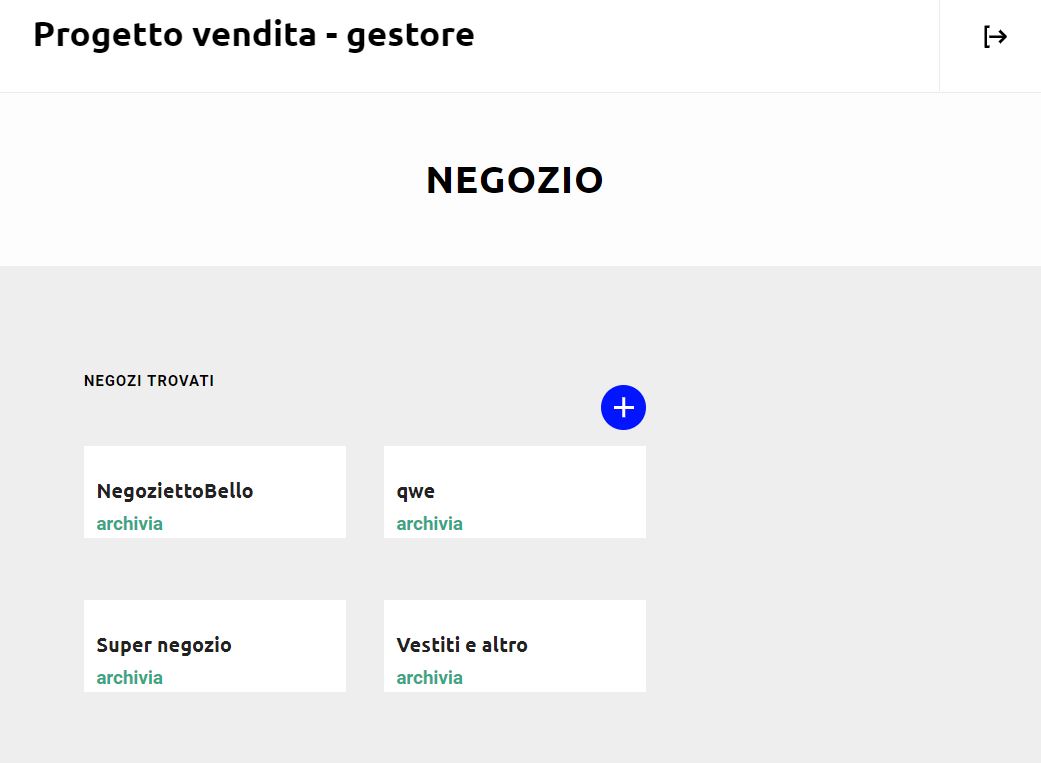 Progetto vendita - gestore
NEGOZIO
NEGOZI TROVATI
NegoziettoBello
archivia
qwe
archivia
Super negozio
archivia
Vestiti e altro
archivia